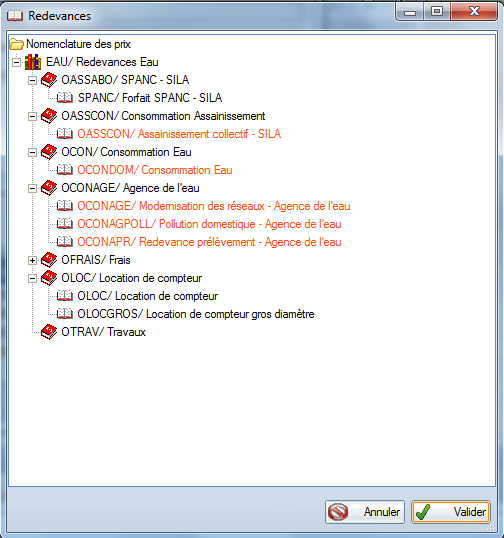 Redevances
Nomenclature des prix
EAU/ Redevances Eau
OASSABO/ SPANC - SILA
SPANC/ Forfait SPANC - SILA
OASSCON/ Consommation Assainissement
OASSCON/ Assainissement collectif - SILA
OCON/ Consommation Eau
OCONDOM/ Consommation Eau
OCONAGE/ Agence de l'eau
OCONAGE/ Modernisation des réseaux - Agence de l'eau
OCONAGPOLL/ Pollution domestique - Agence de l'eau
OCONAPR/ Redevance prélèvement - Agence de l'eau
OFRAIS/ Frais
OLOC/ Location de compteur
OLOC/ Location de compteur
OLOCGROS/ Location de compteur gros diamètre
OTRAV/ Travaux
Annuler Valider